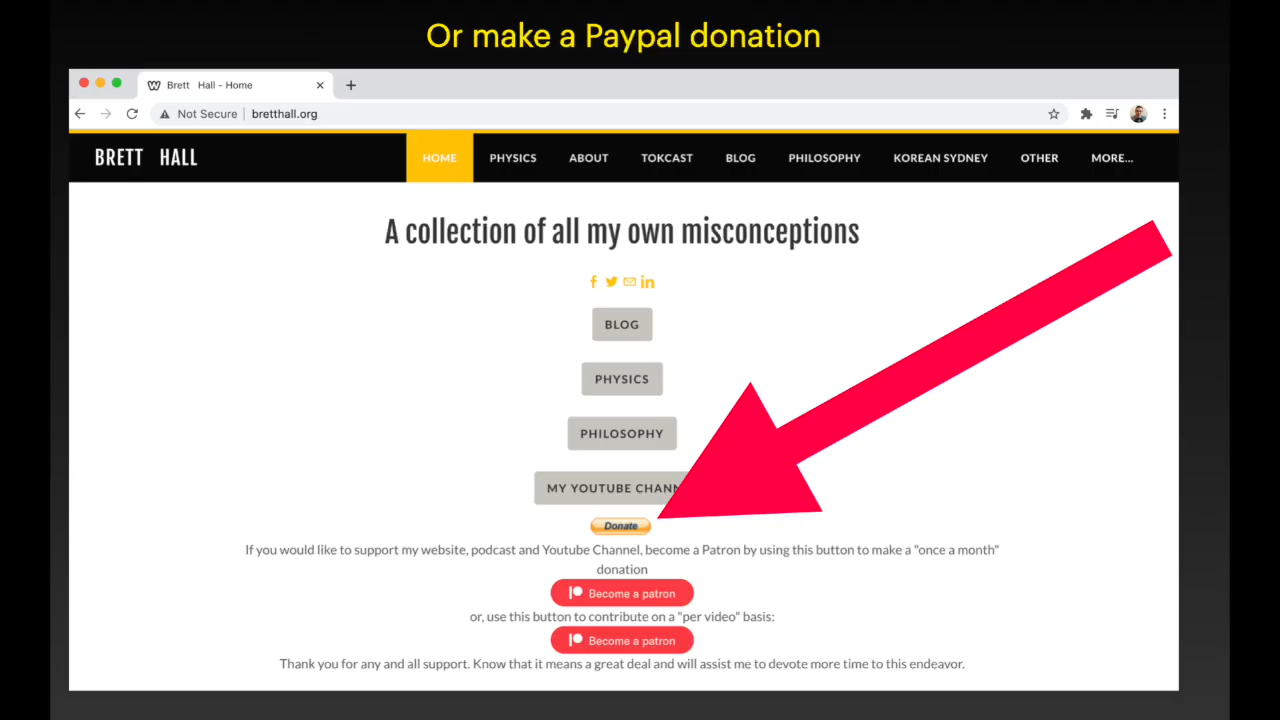 Or make a Paypal donation
Brett Hall - Home
Not Secure | bretthall.org
BRETT HALL
HOME
PHYSICS
ABOUT
TOKCAST
BLOG
PHILOSOPHY
KOREAN SYDNEY
OTHER
MORE...
A collection of all my own misconceptions
BLOG
PHYSICS
PHILOSOPHY
MY YOUTUBE CHANN
Donate
If you would like to support my website, podcast and Youtube Channel, become a Patron by using this button to make a "once a month"
donation
Become a patron
or, use this button to contribute on a "per video" basis:
Become a patron
Thank you for any and all support. Know that it means a great deal and will assist me to devote more time to this endeavor.